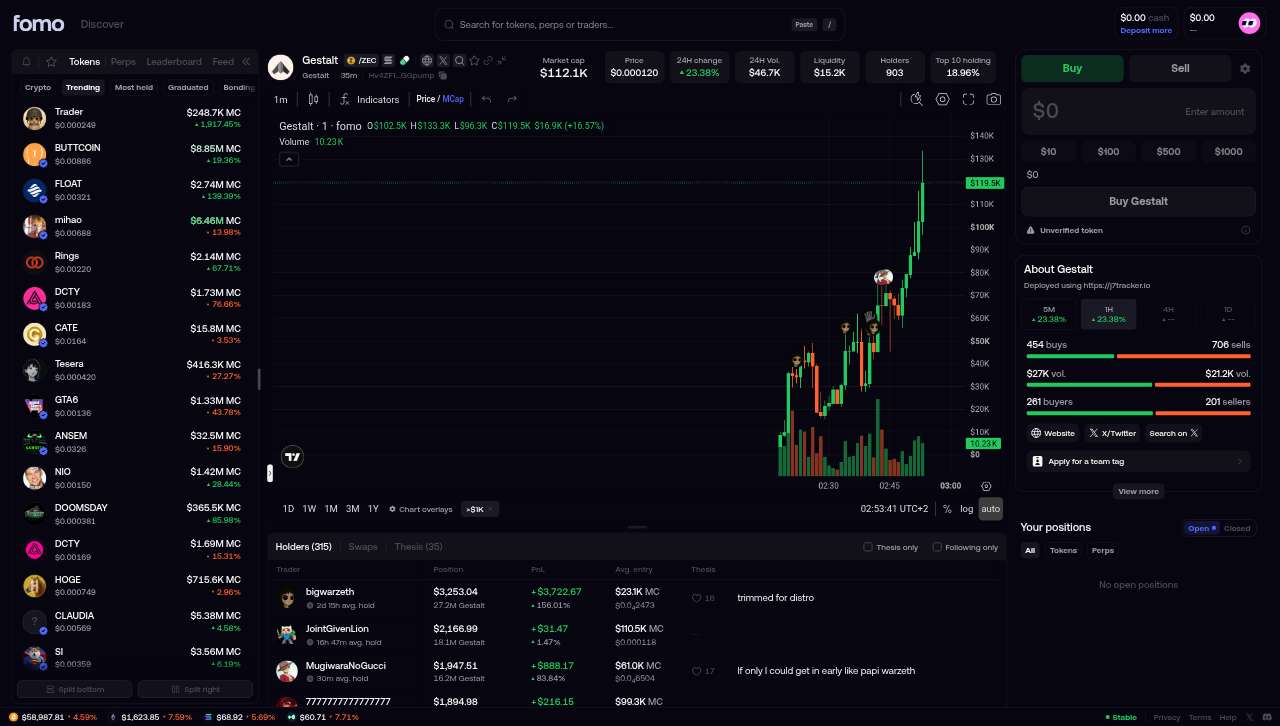 fomo Discover
Search for tokens, perps or traders... Paste /
$0.00 cash $0.00
Deposit more —
Tokens Perps Leaderboard Feed
Crypto Trending Most held Graduated Bonding
Trader $248.7K MC
$0.000249 1,917.45%
BUTTCOIN $8.85M MC
$0.00886 19.36%
FLOAT $2.74M MC
$0.00321 139.39%
mihao $6.46M MC
$0.00688 13.98%
Rings $2.14M MC
$0.00220 67.71%
DCTY $1.73M MC
$0.00183 76.66%
CATE $15.8M MC
$0.0164 3.53%
Tesera $416.3K MC
$0.000420 27.27%
GTA6 $1.33M MC
$0.00136 43.78%
ANSEM $32.5M MC
$0.0326 15.90%
NIO $1.42M MC
$0.00150 28.44%
DOOMSDAY $365.5K MC
$0.000381 85.98%
DCTY $1.69M MC
$0.00169 15.31%
HOGE $715.6K MC
$0.000749 2.96%
CLAUDIA $5.38M MC
$0.00569 4.58%
SI $3.56M MC
$0.00359 6.19%
Split bottom Split right
Gestalt /ZEC
Gestalt 35m Hv4ZFI...GGpump
Market cap Price 24H change 24H Vol. Liquidity Holders Top 10 holding
$112.1K $0.000120 23.38% $46.7K $15.2K 903 18.96%
1m Indicators Price / MCap
Gestalt · 1 · fomo O$102.5K H$133.3K L$96.3K C$119.5K $16.9K (+16.57%)
Volume 10.23K
$140K
$130K
$119.5K
$110K
$100K
$90K
$80K
$70K
$60K
$50K
$40K
$30K
$20K
$10K
10.23K
$0
02:30 02:45 03:00
1D 1W 1M 3M 1Y Chart overlays >$1K 02:53:41 UTC+2 % log auto
Holders (315) Swaps Thesis (35) Thesis only Following only
Trader Position PnL Avg. entry Thesis
bigwarzeth $3,253.04 +$3,722.67 $23.1K MC 16 trimmed for distro
2d 15h avg. hold 27.2M Gestalt 156.01% $0.0₄2473
JointGivenLion $2,166.99 +$31.47 $110.5K MC
16h 47m avg. hold 18.1M Gestalt 1.47% $0.000118
MugiwaraNoGucci $1,947.51 +$888.17 $61.0K MC 17 If only I could get in early like papi warzeth
30m avg. hold 16.2M Gestalt 83.84% $0.0₄6504
7777777777777777 $1,894.98 +$216.15 $99.3K MC
Buy Sell
$0 Enter amount
$10 $100 $500 $1000
$0
Buy Gestalt
Unverified token
About Gestalt
Deployed using https://j7tracker.io
5M 1H 4H 1D
23.38% 23.38% -- --
454 buys 706 sells
$27K vol. $21.2K vol.
261 buyers 201 sellers
Website X/Twitter Search on X
Apply for a team tag
View more
Your positions Open Closed
All Tokens Perps
No open positions
$58,987.81 4.59% $1,623.85 7.59% $68.92 5.69% $60.71 7.71% Stable Privacy Terms Help